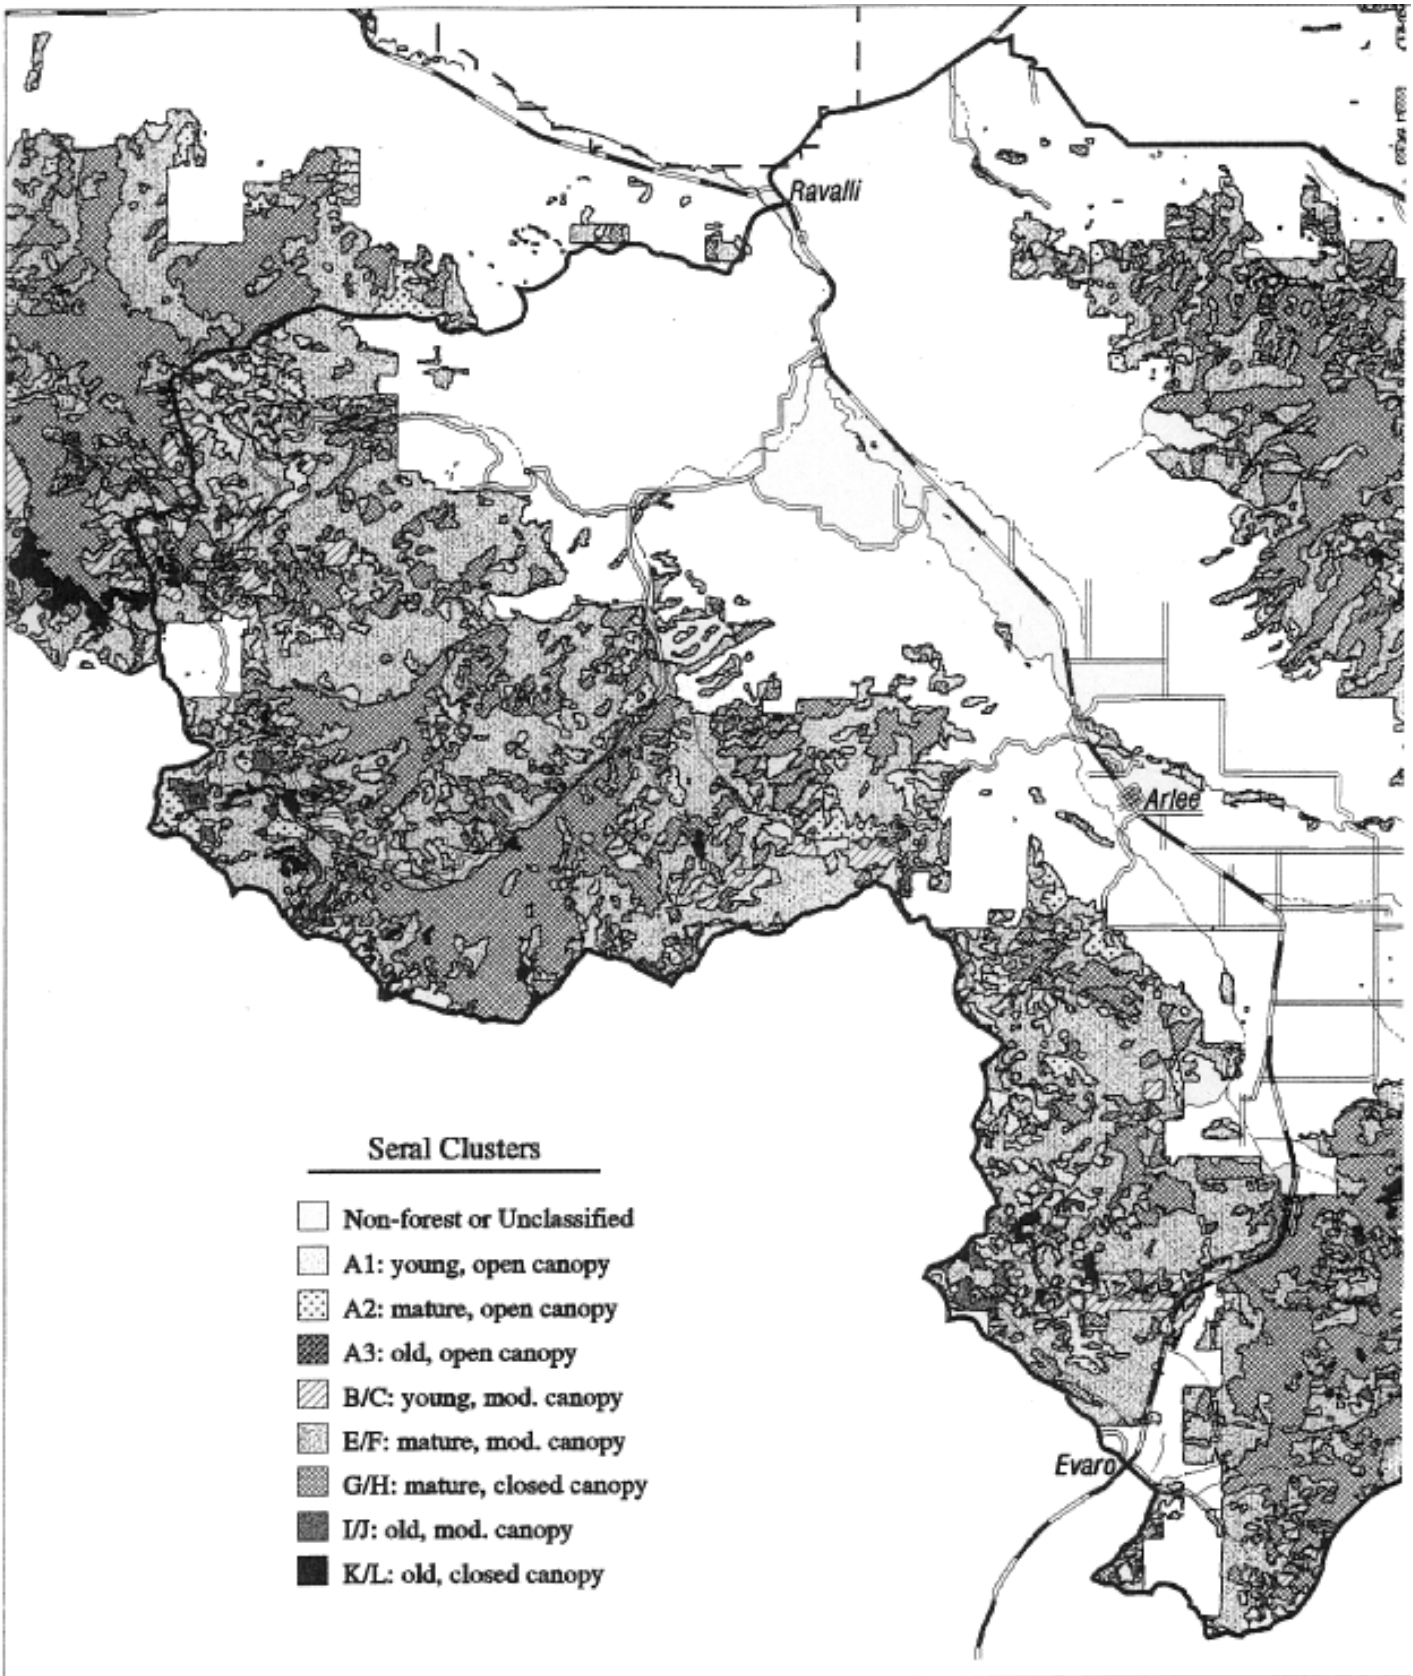 Ravalli
Arlee
Seral Clusters
Non-forest or Unclassified
A1: young, open canopy
A2: mature, open canopy
A3: old, open canopy
B/C: young, mod. canopy
E/F: mature, mod. canopy
G/H: mature, closed canopy
I/J: old, mod. canopy
K/L: old, closed canopy
Evaro